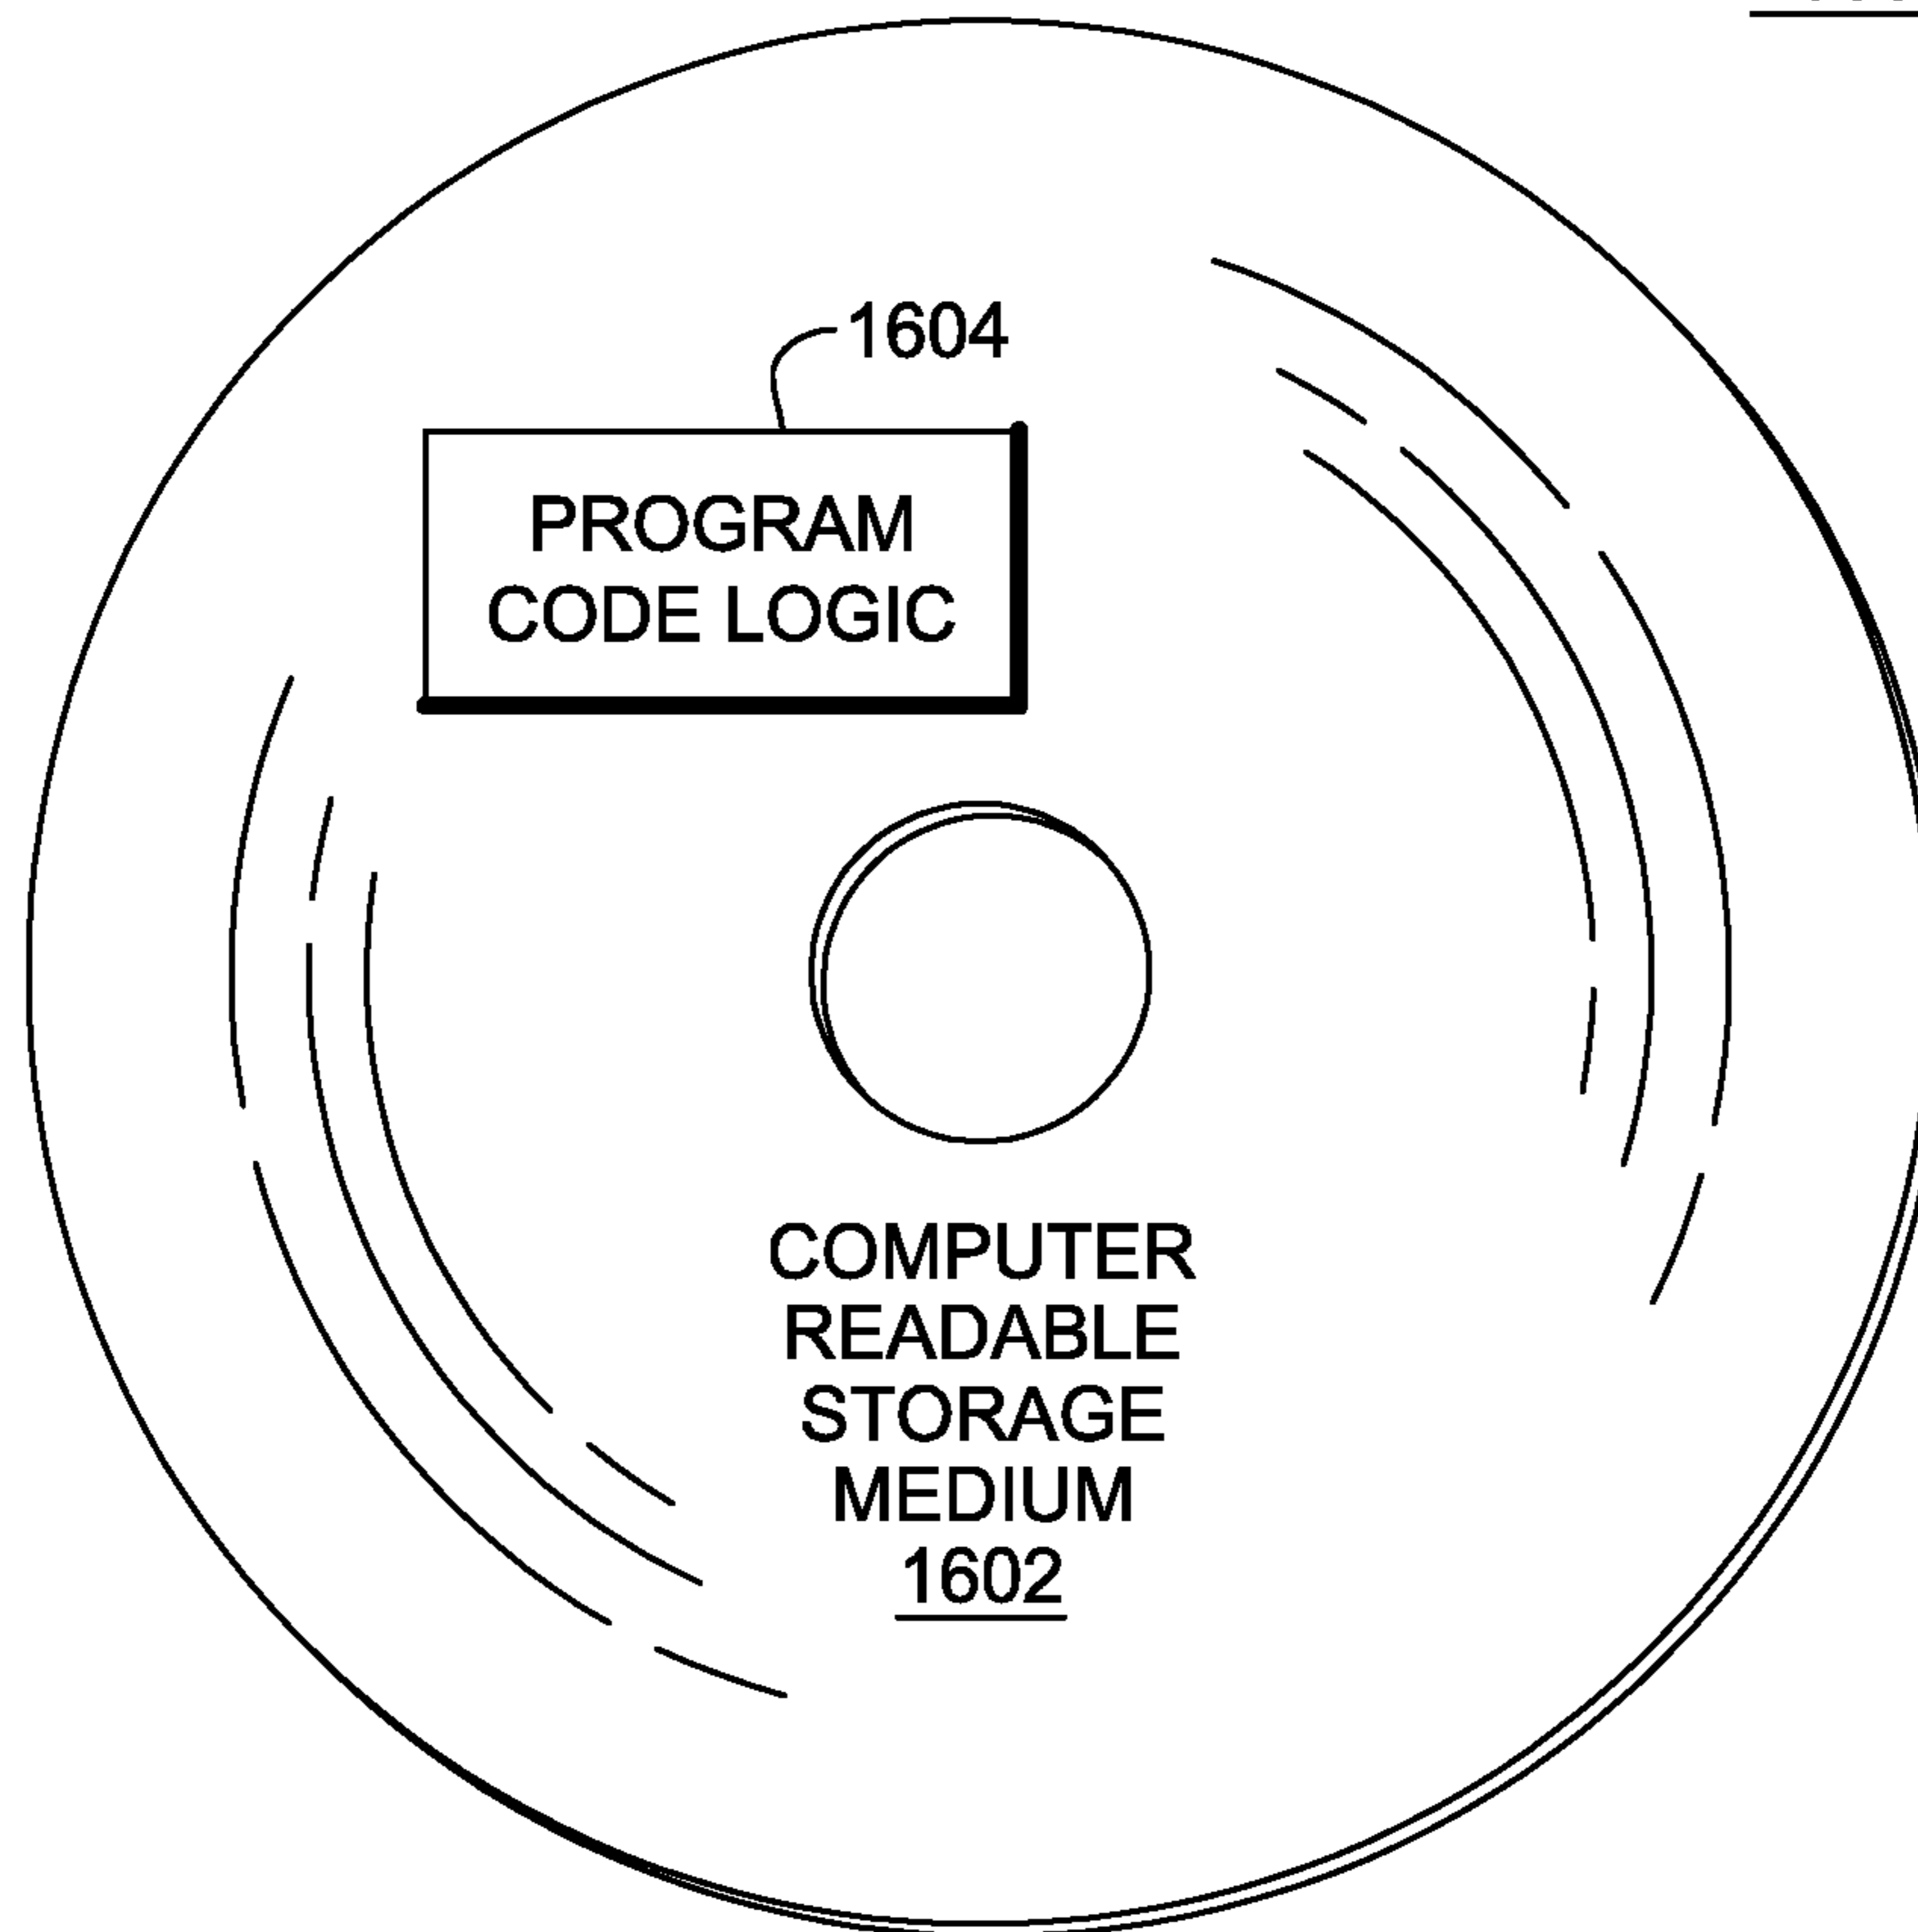 1604
PROGRAM
CODE LOGIC
COMPUTER
READABLE
STORAGE
MEDIUM
1602